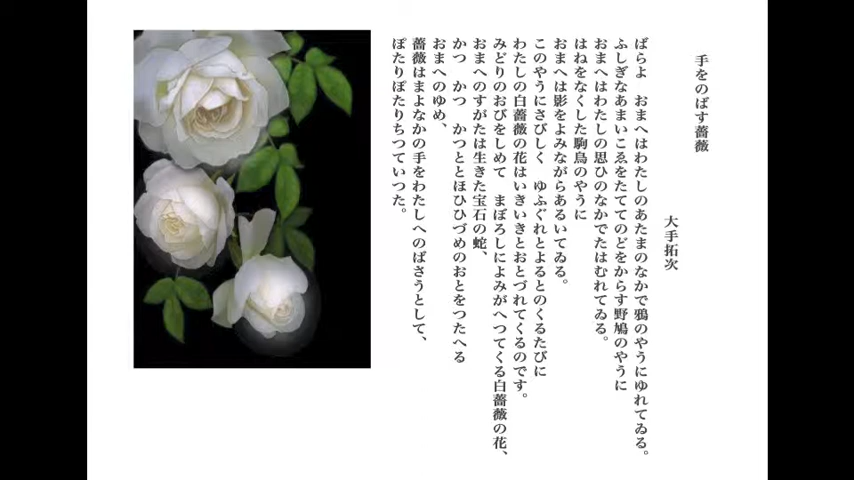 手をのばす薔薇
大手拓次
ばらよ　おまへはわたしのあたまのなかで鴉のやうにゆれてゐる。
ふしぎなあまいこゑをたててのどをからす野鳩のやうに
おまへはわたしの思ひのなかでたはむれてゐる。
はねをなくした駒鳥のやうに
おまへは影をよみながらあるいてゐる。
このやうにさびしく　ゆふぐれとよるとのくるたびに
わたしの白薔薇の花はいきいきとおとづれてくるのです。
みどりのおびをしめて　まぼろしによみがへつてくる白薔薇の花、
おまへのすがたは生きた宝石の蛇、
かつ　かつ　かつととほひひづめのおとをつたへる
おまへのゆめ、
薔薇はまよなかの手をわたしへのばさうとして、
ぽたりぽたりちつていつた。